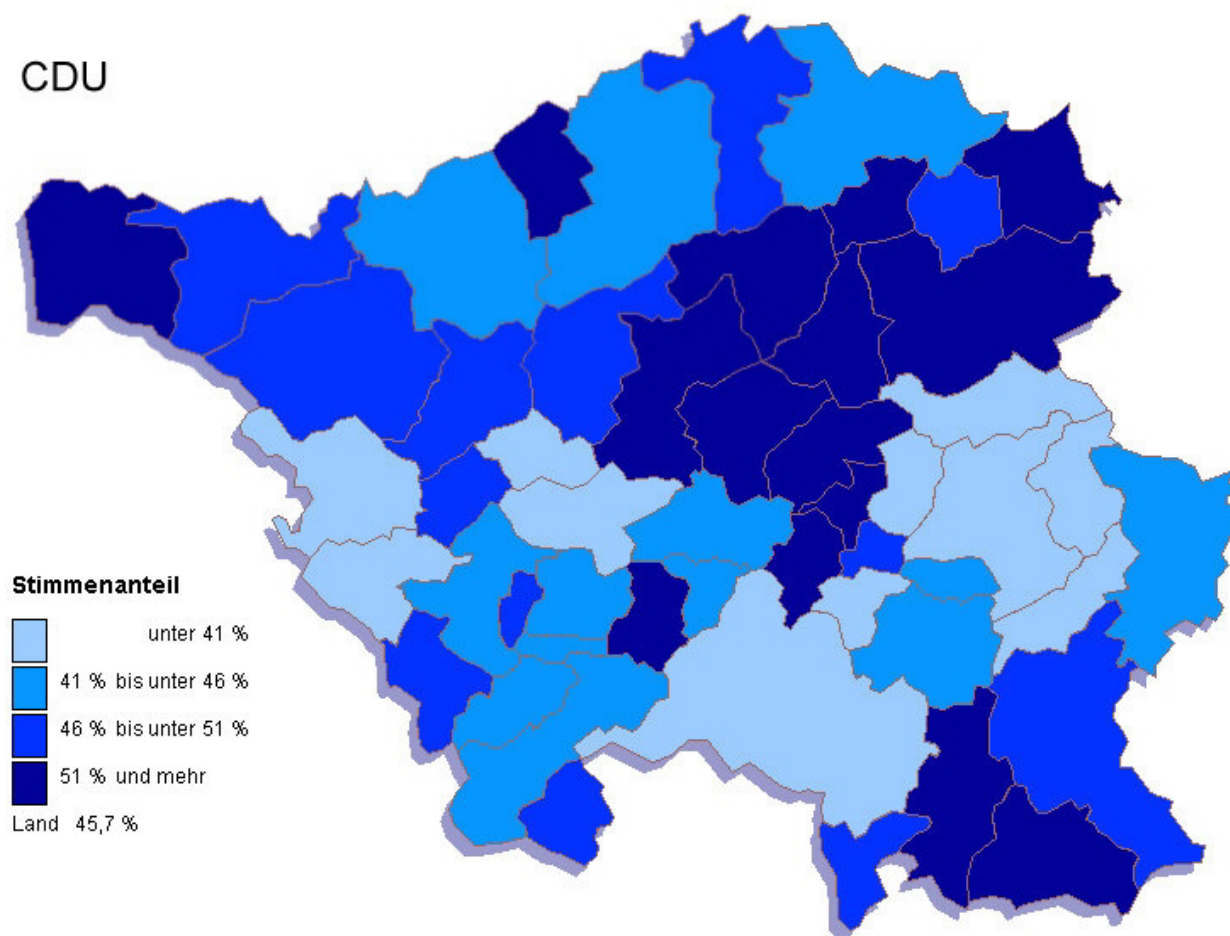 CDU
Stimmenanteil
unter 41 %
41 % bis unter 46 %
46 % bis unter 51 %
51 % und mehr
Land 45,7 %